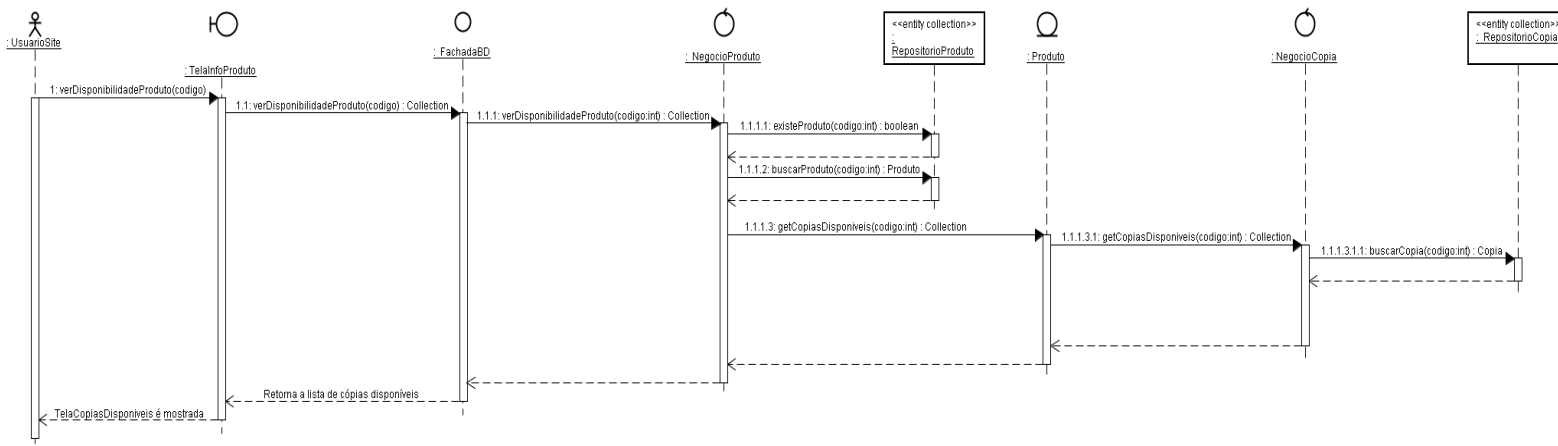 : UsuarioSite
: TelaInfoProduto
: FachadaBD
: NegocioProduto
<<entity collection>>
:
RepositorioProduto
: Produto
: NegocioCopia
<<entity collection>>
: RepositorioCopia
1: verDisponibilidadeProduto(codigo)
1.1: verDisponibilidadeProduto(codigo) : Collection
1.1.1: verDisponibilidadeProduto(codigo:int) : Collection
1.1.1.1: existeProduto(codigo:int) : boolean
1.1.1.2: buscarProduto(codigo:int) : Produto
1.1.1.3: getCopiasDisponiveis(codigo:int) : Collection
1.1.1.3.1: getCopiasDisponiveis(codigo:int) : Collection
1.1.1.3.1.1: buscarCopia(codigo:int) : Copia
Retorna a lista de cópias disponíveis
TelaCopiasDisponiveis é mostrada